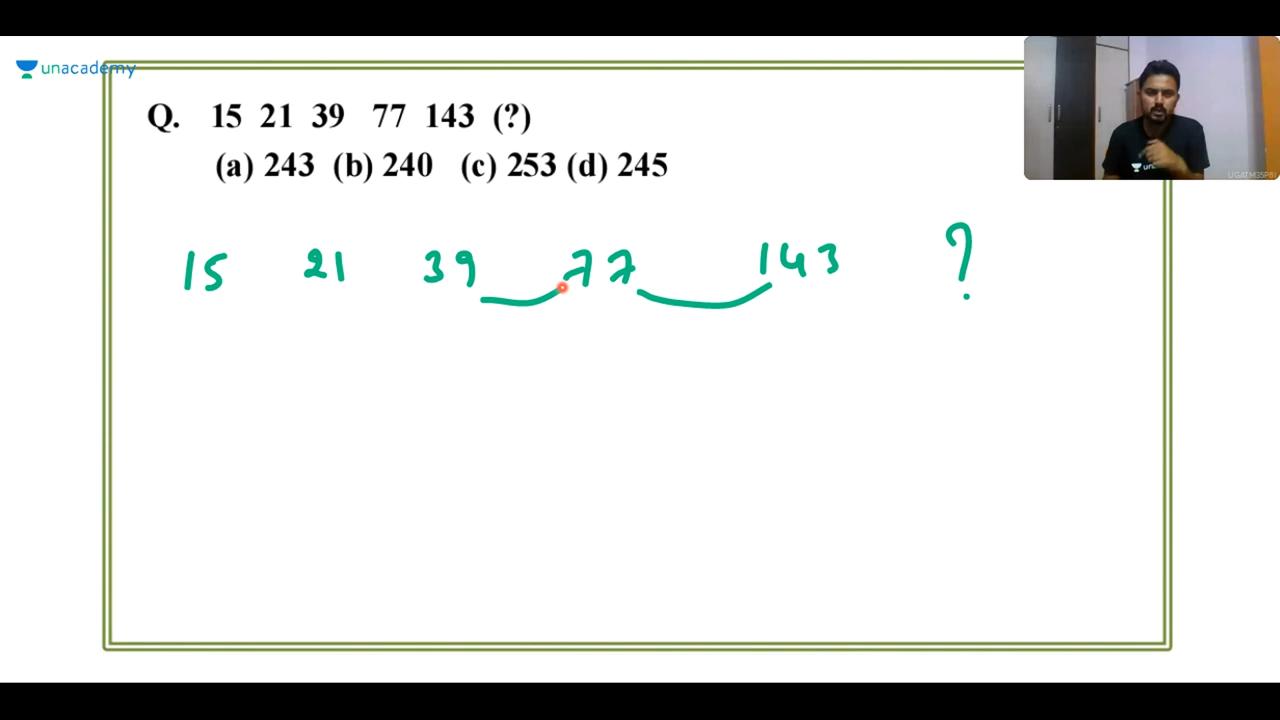 unacademy
Q. 15 21 39 77 143 (?)
(a) 243 (b) 240 (c) 253 (d) 245
15 21 39 77 143 ?